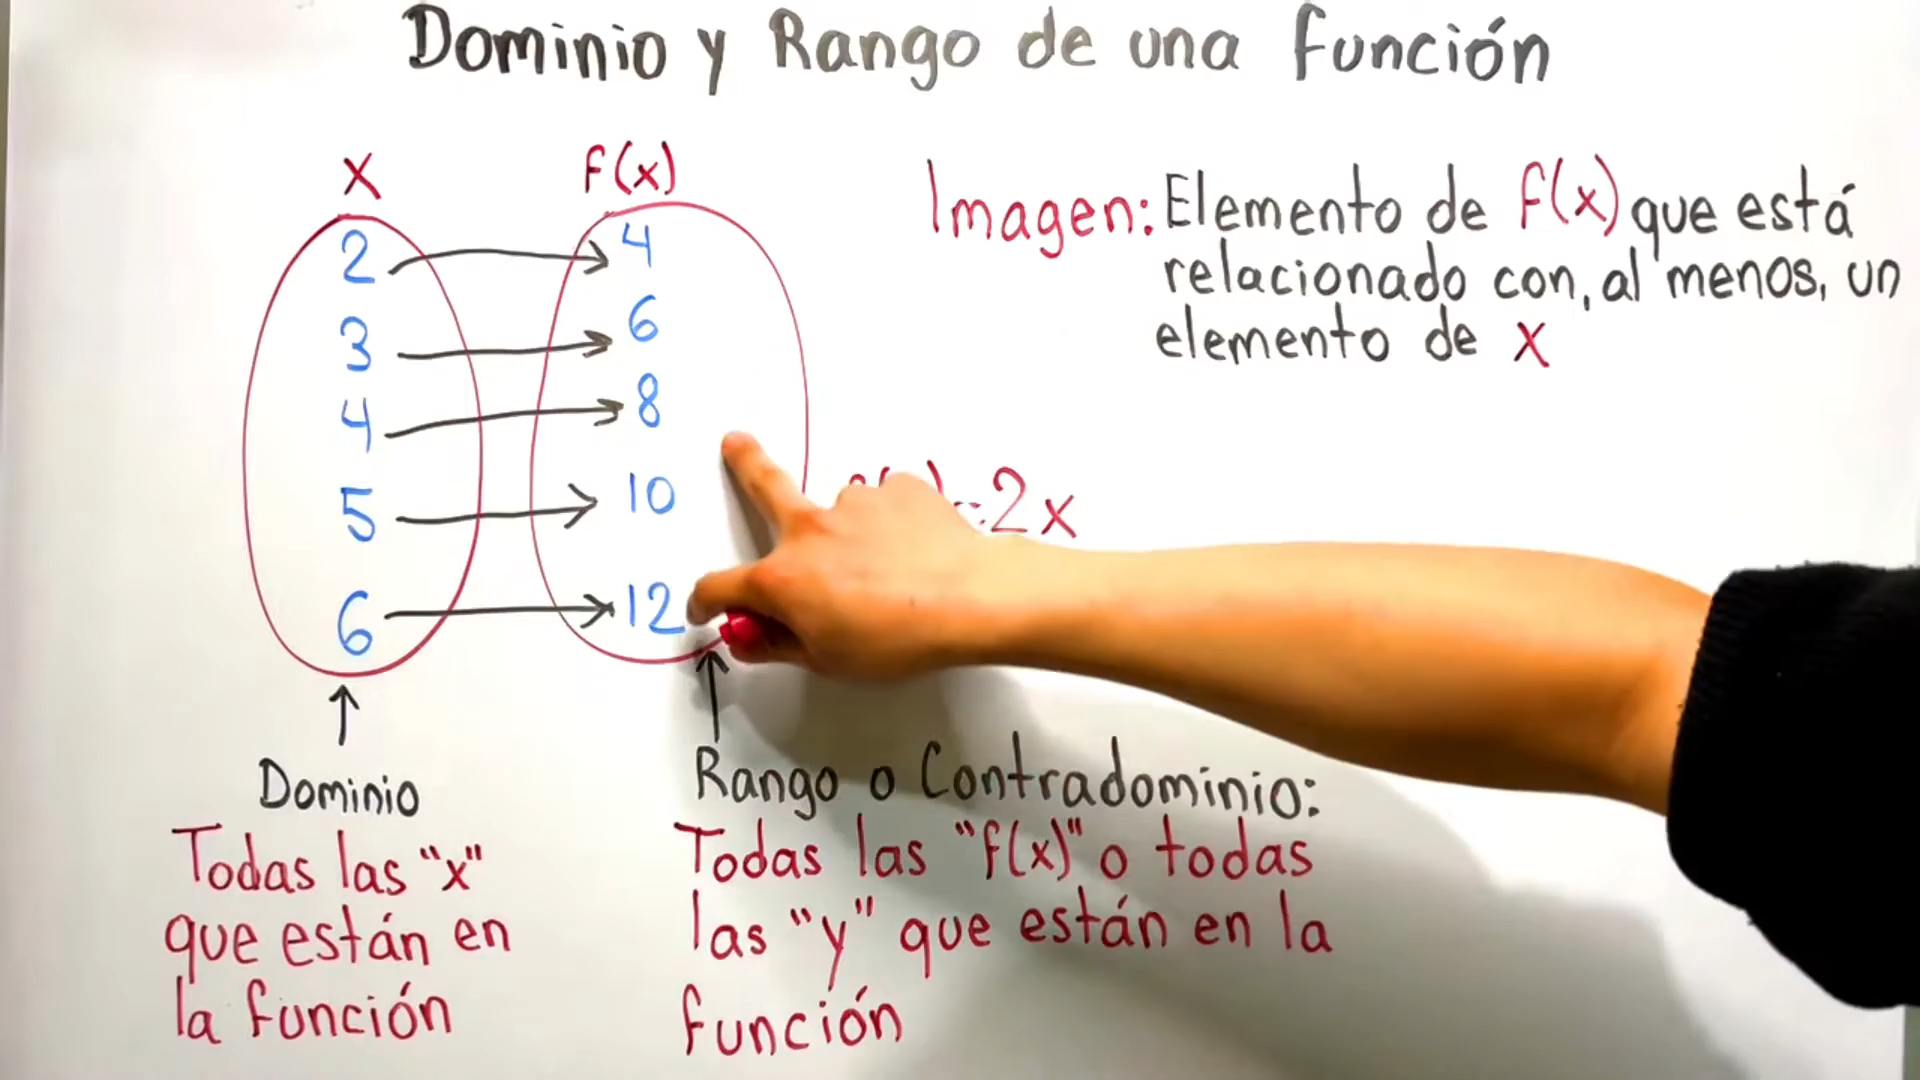 Dominio y Rango de una función
x f(x)
2 4
3 6
4 8
5 10
6 12
Imagen: Elemento de f(x) que está
relacionado con, al menos, un
elemento de x
2x
Dominio
Todas las "x"
que están en
la función
Rango o Contradominio:
Todas las "f(x)" o todas
las "y" que están en la
función